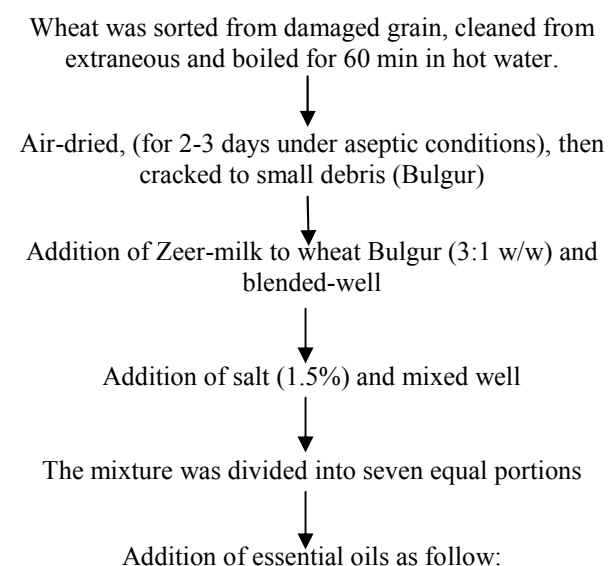 Wheat was sorted from damaged grain, cleaned from
extraneous and boiled for 60 min in hot water.
Air-dried, (for 2-3 days under aseptic conditions), then
cracked to small debris (Bulgur)
Addition of Zeer-milk to wheat Bulgur (3:1 w/w) and
blended-well
Addition of salt (1.5%) and mixed well
The mixture was divided into seven equal portions
Addition of essential oils as follow: